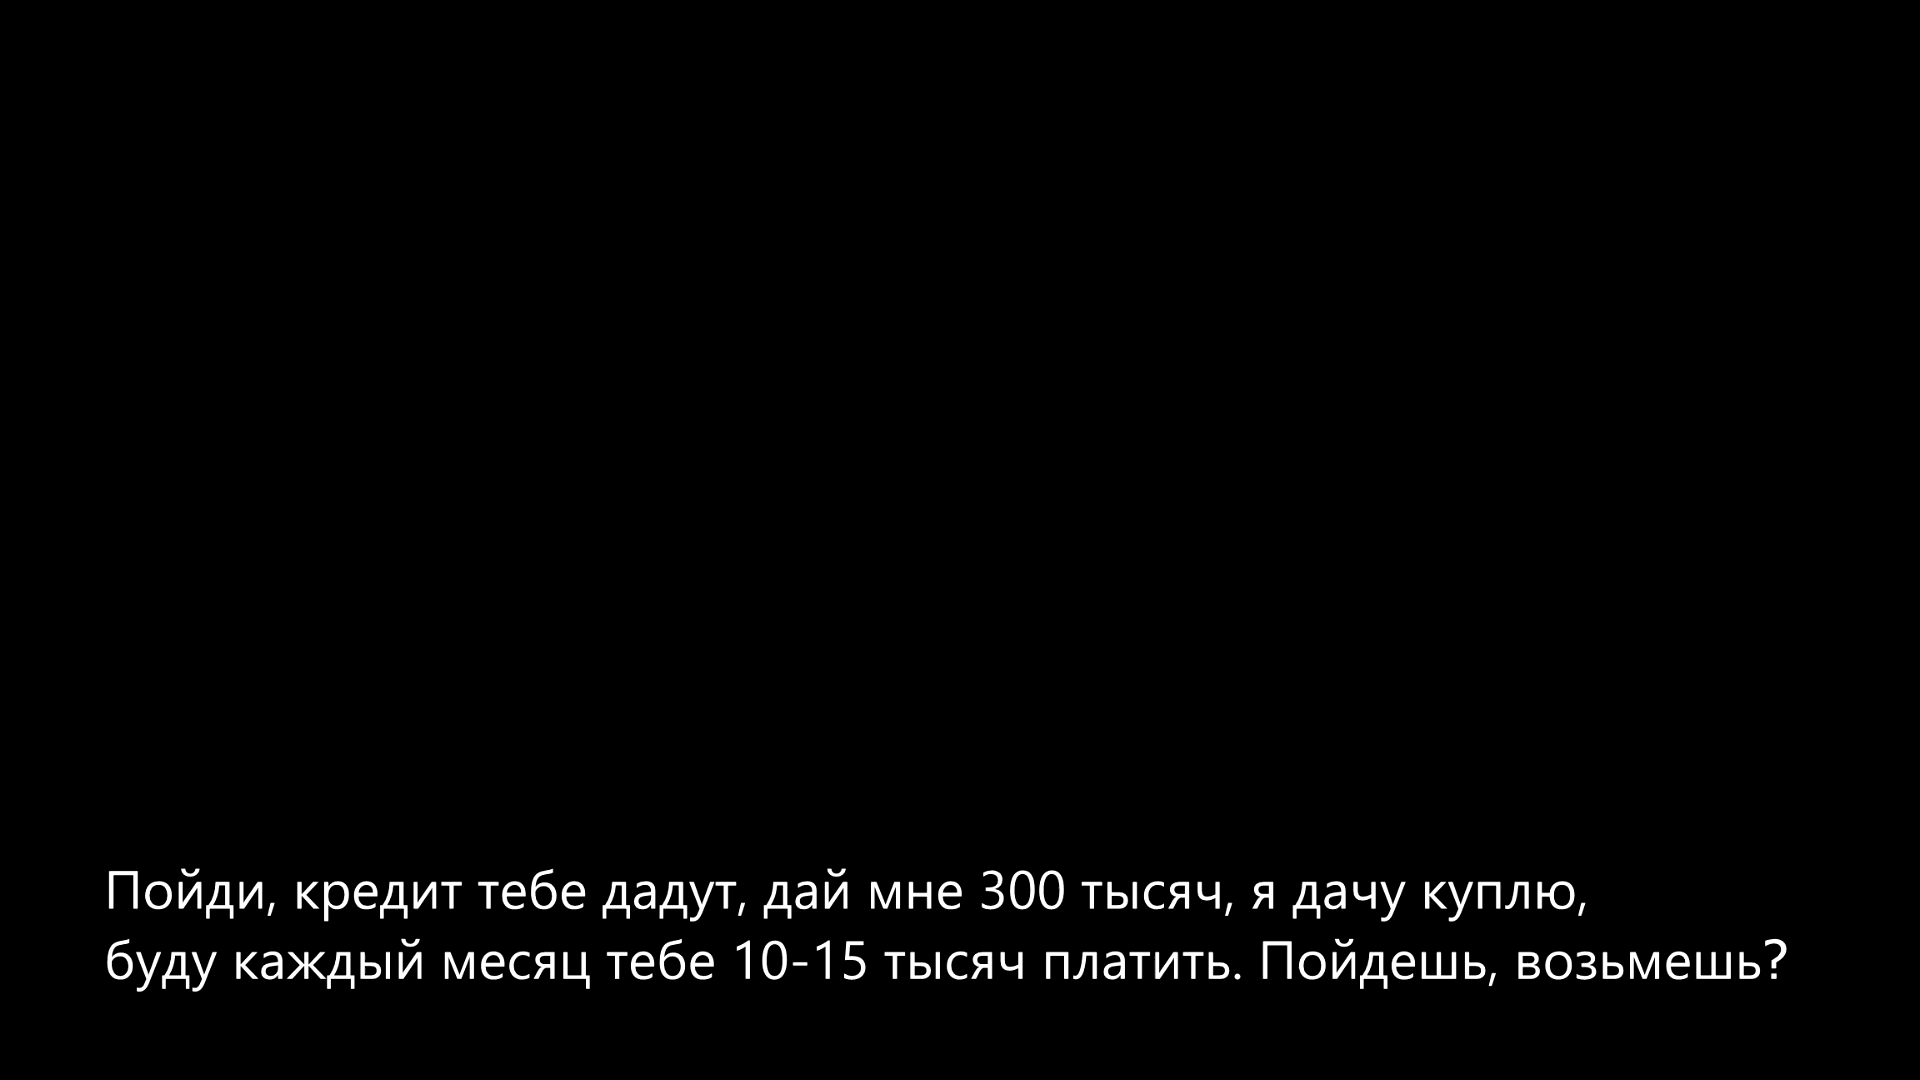 Пойди, кредит тебе дадут, дай мне 300 тысяч, я дачу куплю,
буду каждый месяц тебе 10-15 тысяч платить. Пойдешь, возьмешь?